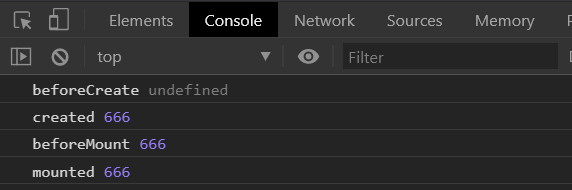 Elements Console Network Sources Memory
top Filter
beforeCreate undefined
created 666
beforeMount 666
mounted 666